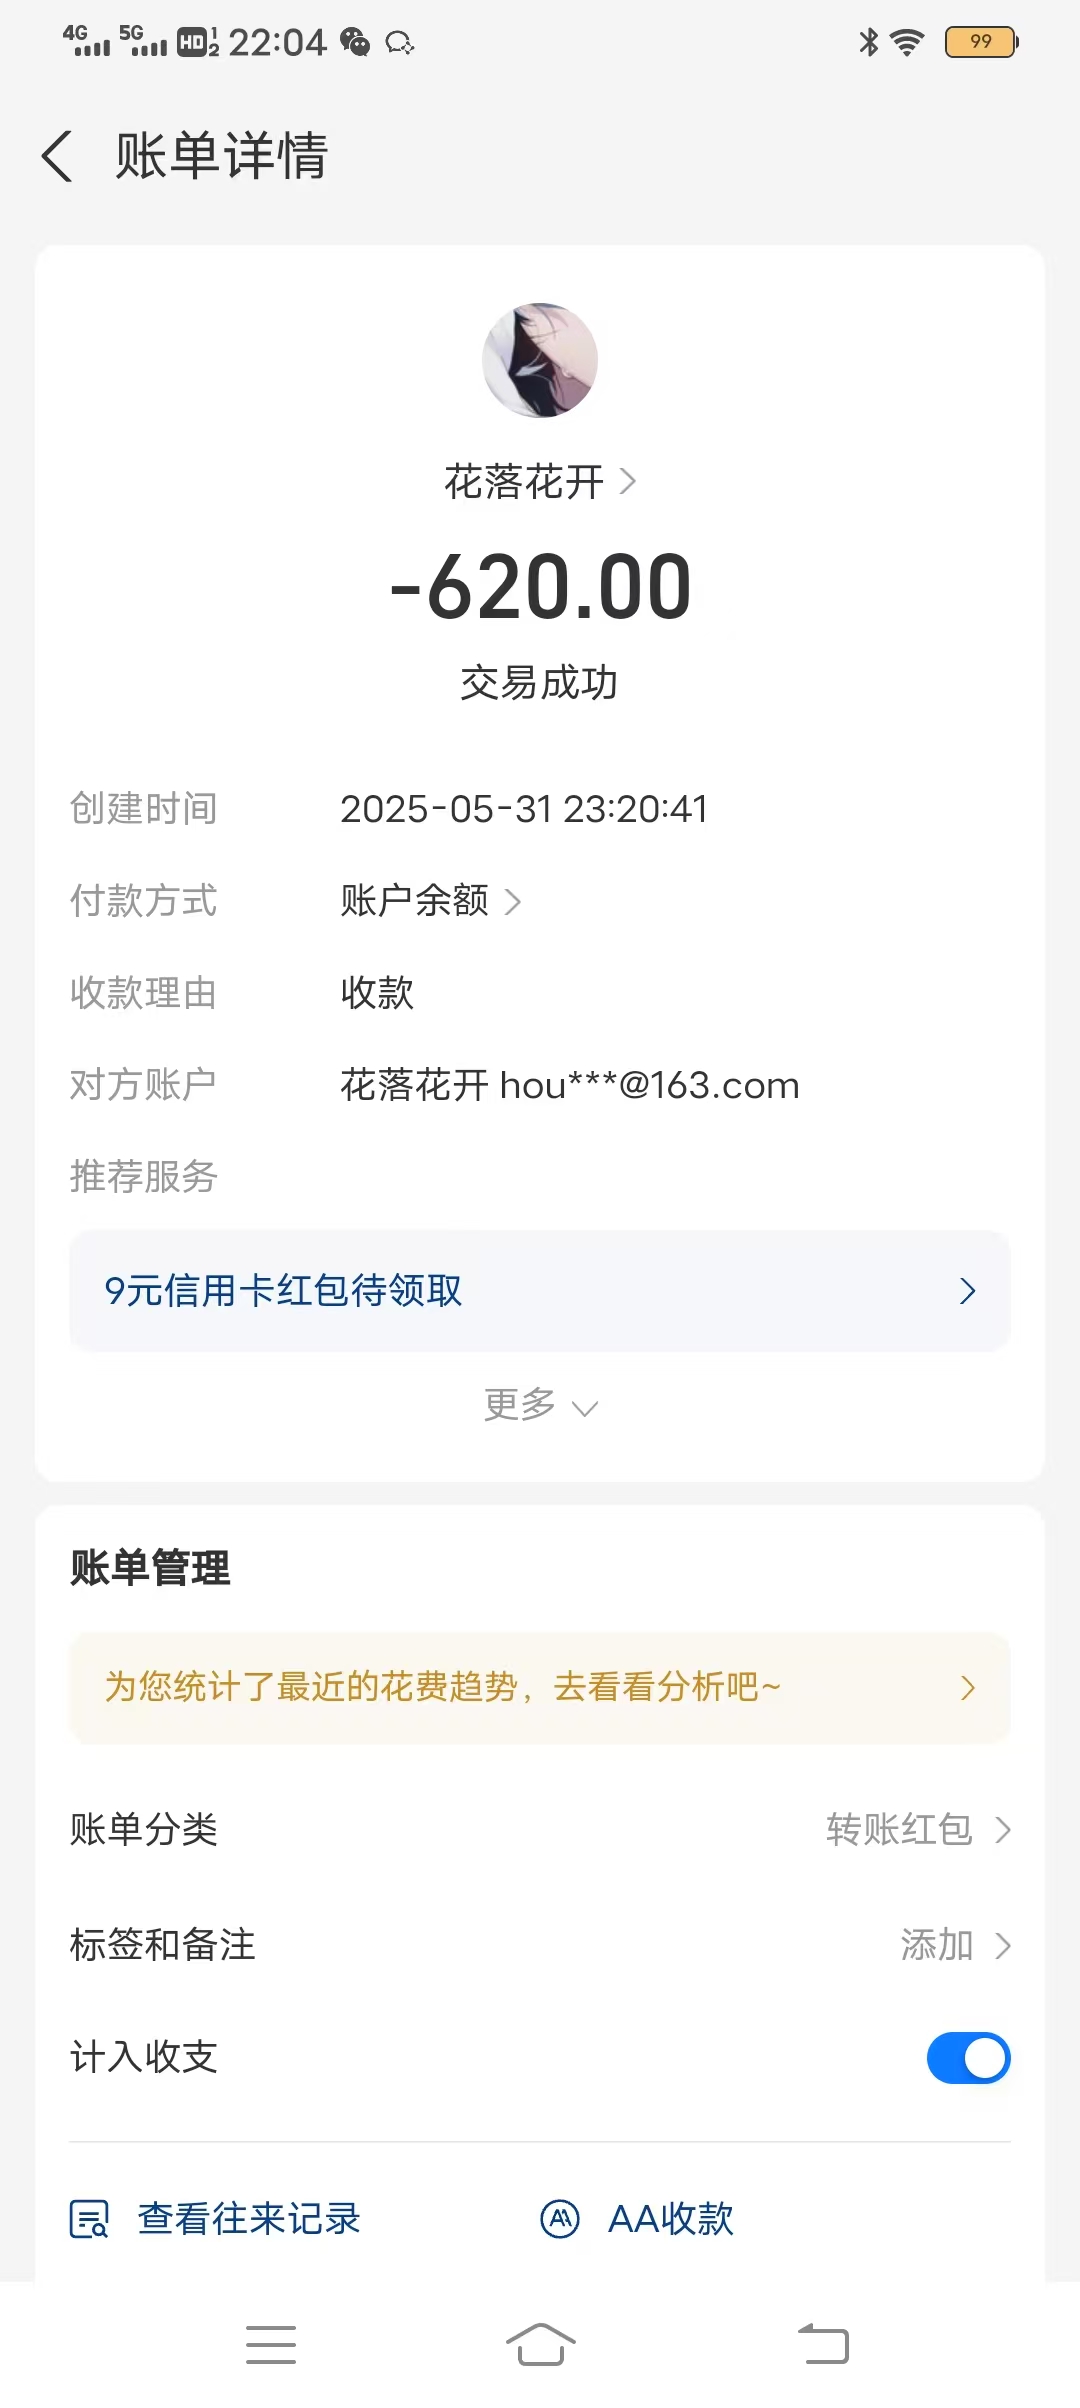 4G 5G HD 1 2 22:04 99
账单详情
花落花开
-620.00
交易成功
创建时间 2025-05-31 23:20:41
付款方式 账户余额
收款理由 收款
对方账户 花落花开 hou***@163.com
推荐服务
9元信用卡红包待领取
更多
账单管理
为您统计了最近的花费趋势，去看看分析吧~
账单分类 转账红包
标签和备注 添加
计入收支
查看往来记录 AA收款